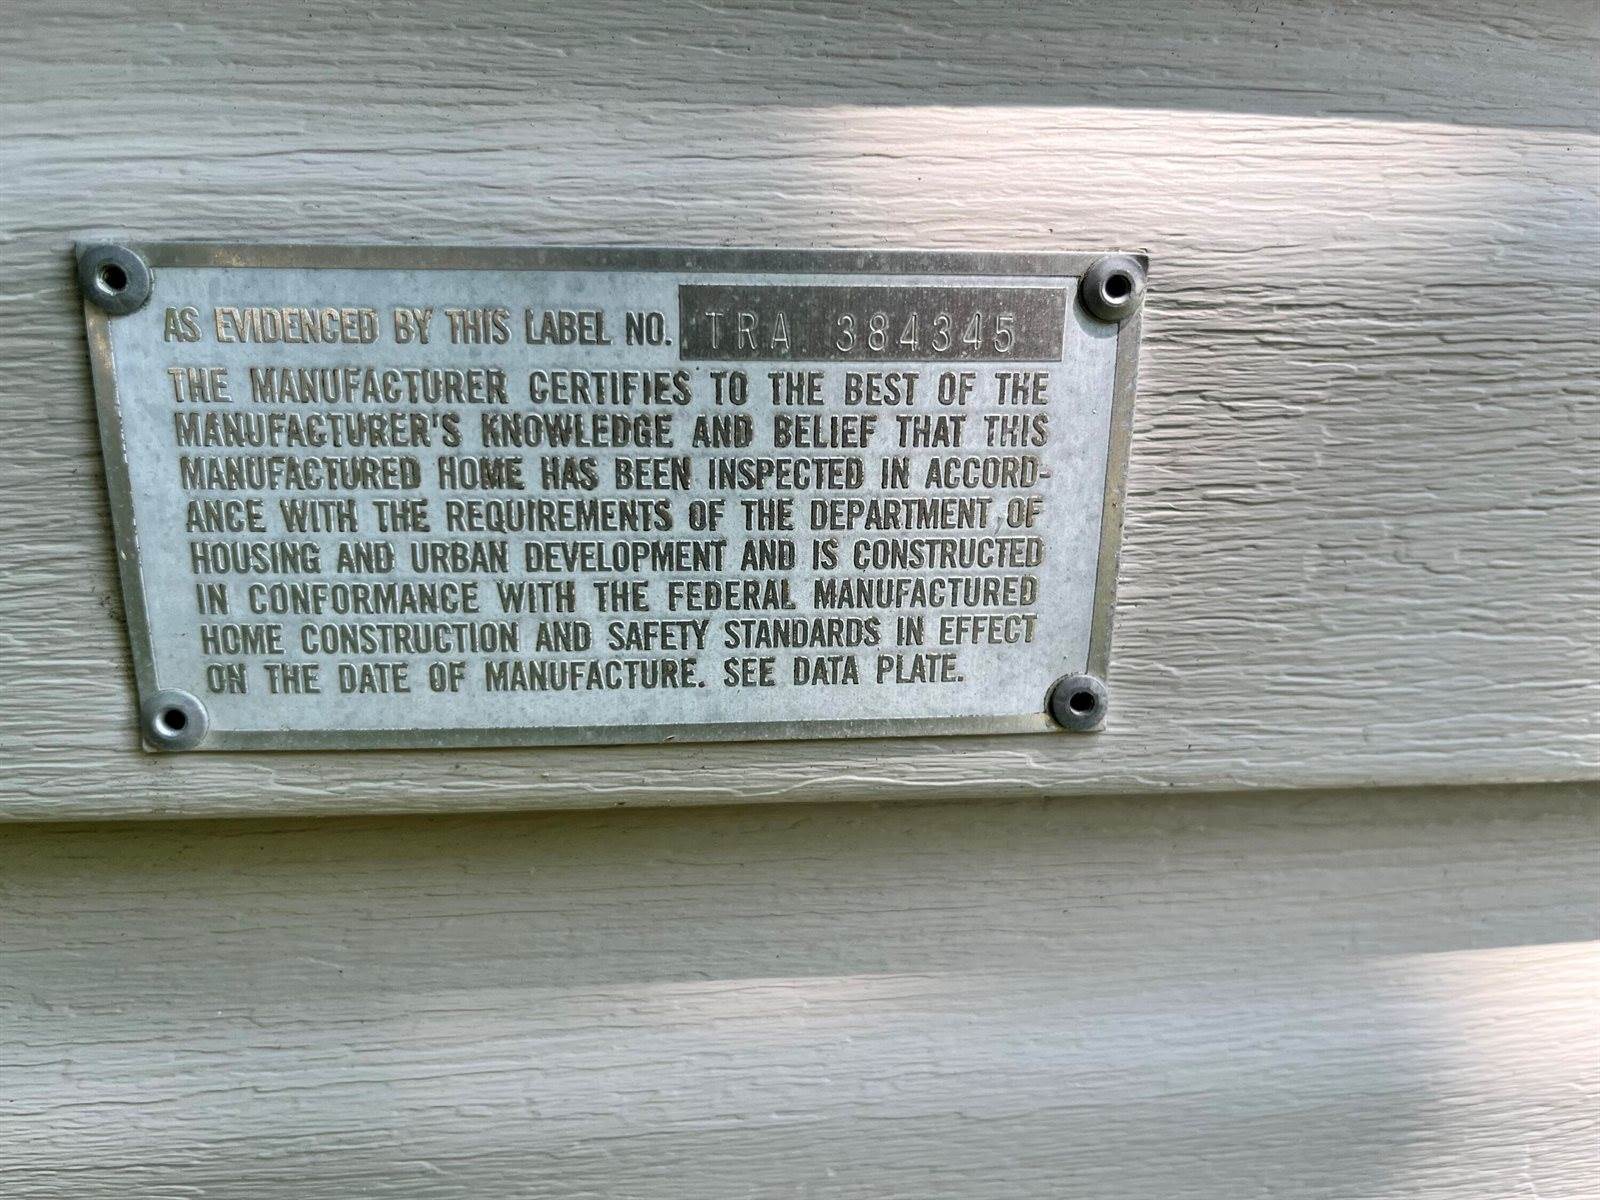 AS EVIDENCED BY THIS LABEL NO. TRA 384345
THE MANUFACTURER CERTIFIES TO THE BEST OF THE
MANUFACTURER'S KNOWLEDGE AND BELIEF THAT THIS
MANUFACTURED HOME HAS BEEN INSPECTED IN ACCORD-
ANCE WITH THE REQUIREMENTS OF THE DEPARTMENT OF
HOUSING AND URBAN DEVELOPMENT AND IS CONSTRUCTED
IN CONFORMANCE WITH THE FEDERAL MANUFACTURED
HOME CONSTRUCTION AND SAFETY STANDARDS IN EFFECT
ON THE DATE OF MANUFACTURE. SEE DATA PLATE.